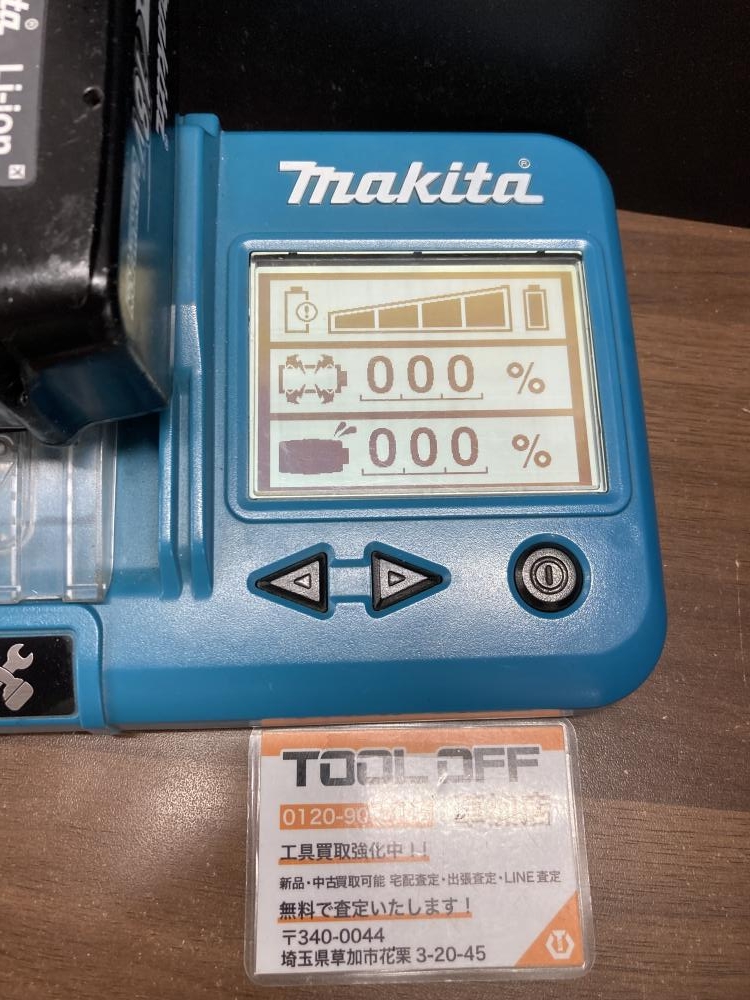 Li-ion
makita®
000 %
000 %
TOOL OFF
0120-90
工具買取強化中!!
新品・中古買取可能 宅配査定・出張査定・LINE査定
無料で査定いたします!
〒340-0044
埼玉県草加市花栗 3-20-45